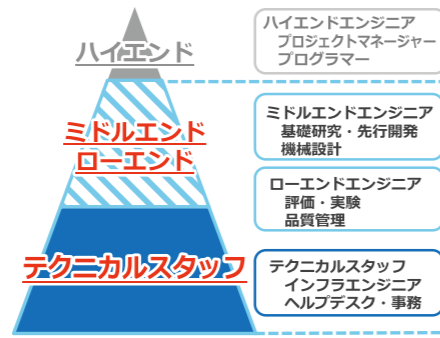 ハイエンド
ミドルエンド
ローエンド
テクニカルスタッフ
ハイエンドエンジニア
プロジェクトマネージャー
プログラマー
ミドルエンドエンジニア
基礎研究・先行開発
機械設計
ローエンドエンジニア
評価・実験
品質管理
テクニカルスタッフ
インフラエンジニア
ヘルプデスク・事務